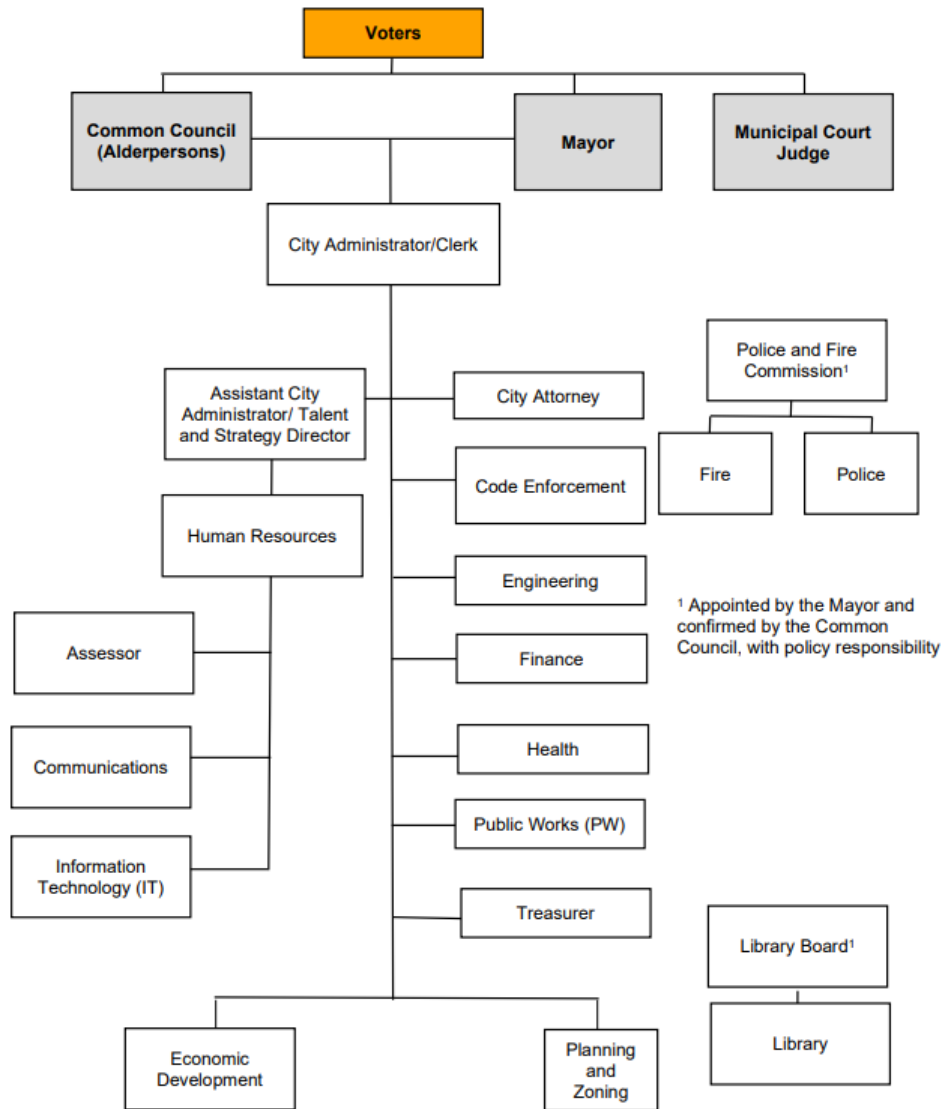 Voters
Common Council
(Alderpersons)
Mayor
Municipal Court
Judge
City Administrator/Clerk
Police and Fire
Commission¹
Assistant City
Administrator/ Talent
and Strategy Director
City Attorney
Fire
Police
Code Enforcement
Human Resources
Engineering
¹ Appointed by the Mayor and
confirmed by the Common
Council, with policy responsibility
Assessor
Finance
Communications
Health
Public Works (PW)
Information
Technology (IT)
Treasurer
Library Board¹
Library
Economic
Development
Planning
and
Zoning